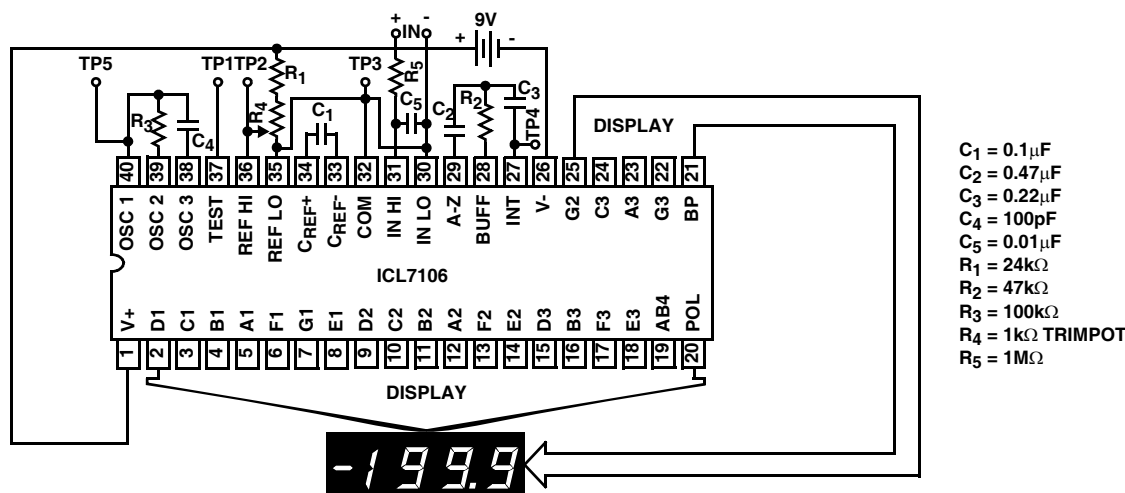 + IN -
9V
+ -
TP5
TP1 TP2
R1
TP3
R5
R3
C4
R4
C1
C5
C2
R2
C3
TP4
DISPLAY
40 39 38 37 36 35 34 33 32 31 30 29 28 27 26 25 24 23 22 21
OSC 1
OSC 2
OSC 3
TEST
REF HI
REF LO
CREF+
CREF-
COM
IN HI
IN LO
A-Z
BUFF
INT
V-
G2
C3
A3
G3
BP
ICL7106
V+
D1
C1
B1
A1
F1
G1
E1
D2
C2
B2
A2
F2
E2
D3
B3
F3
E3
AB4
POL
1 2 3 4 5 6 7 8 9 10 11 12 13 14 15 16 17 18 19 20
DISPLAY
-199.9
C1 = 0.1µF
C2 = 0.47µF
C3 = 0.22µF
C4 = 100pF
C5 = 0.01µF
R1 = 24kΩ
R2 = 47kΩ
R3 = 100kΩ
R4 = 1kΩ TRIMPOT
R5 = 1MΩ